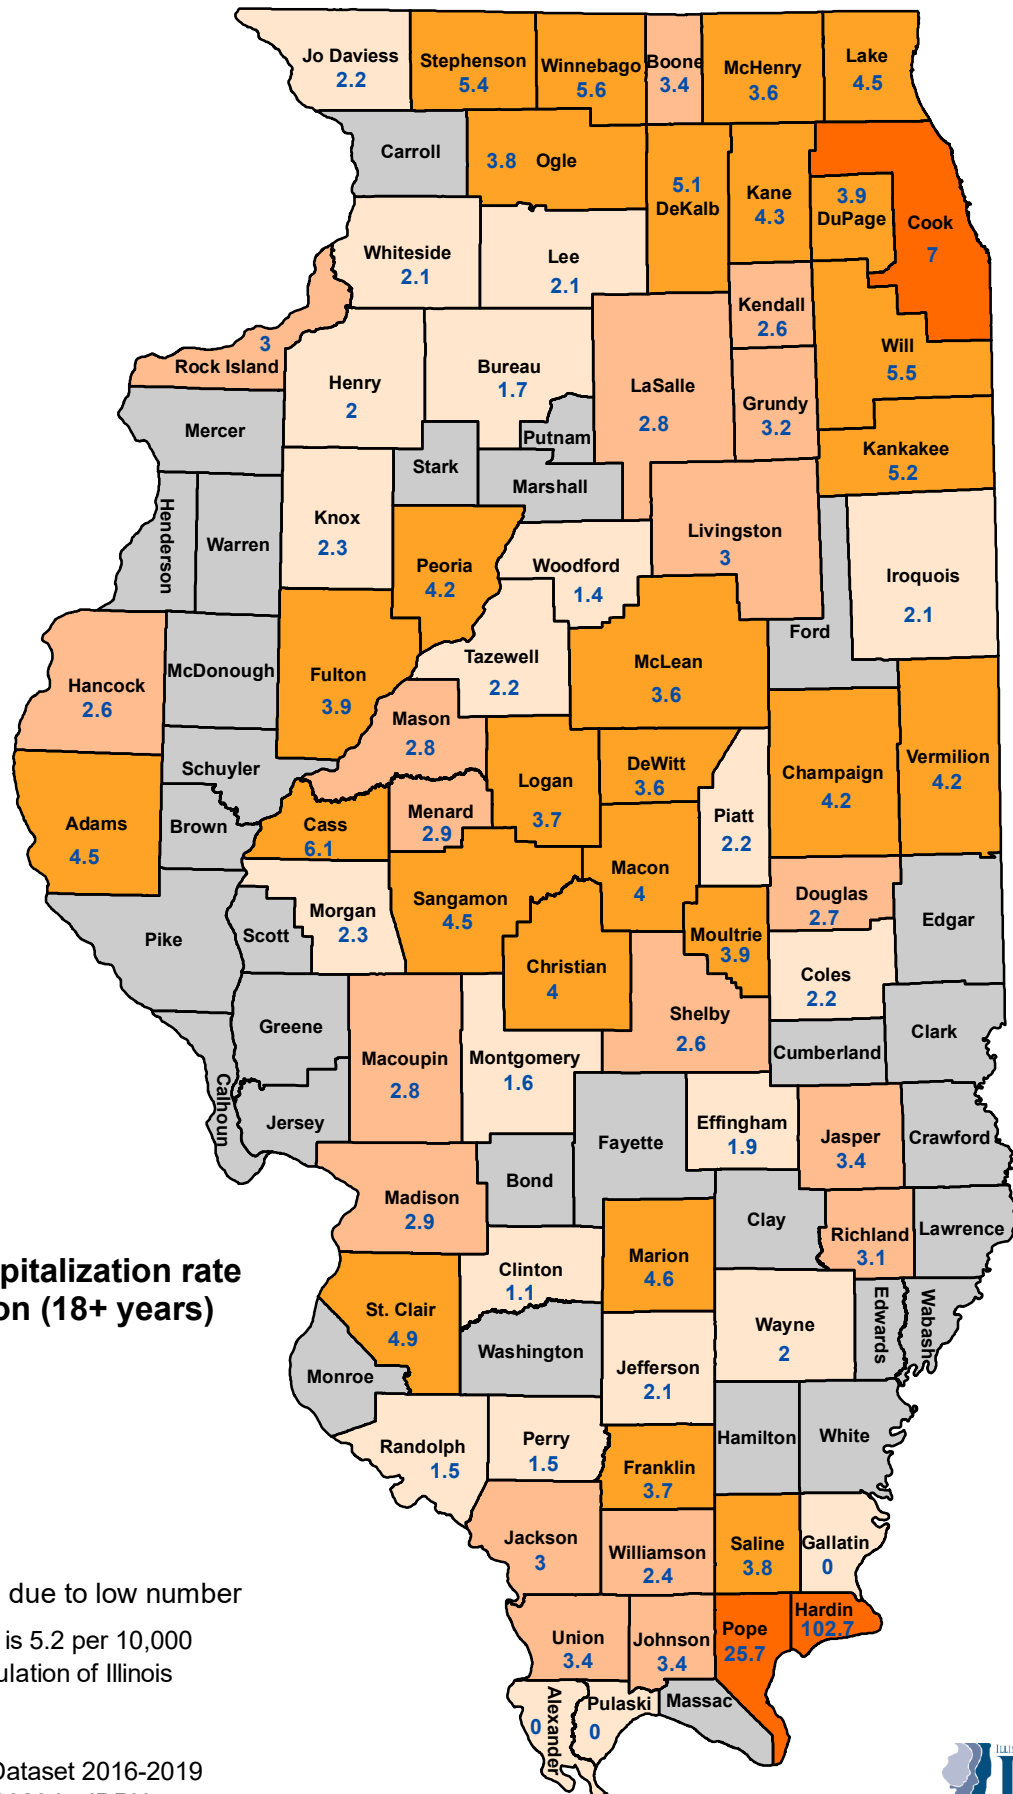 Jo Daviess
2.2
Stephenson
5.4
Winnebago
5.6
Boone
3.4
McHenry
3.6
Lake
4.5
Carroll
3.8 Ogle
5.1
DeKalb
Kane
4.3
3.9
DuPage
Cook
7
Whiteside
2.1
Lee
2.1
Kendall
2.6
3
Rock Island
Henry
2
Bureau
1.7
LaSalle
2.8
Grundy
3.2
Will
5.5
Mercer
Putnam
Kankakee
5.2
Stark
Marshall
Henderson
Warren
Knox
2.3
Peoria
4.2
Woodford
1.4
Livingston
3
Iroquois
2.1
Ford
Hancock
2.6
McDonough
Fulton
3.9
Tazewell
2.2
McLean
3.6
Mason
2.8
Schuyler
Logan
3.7
DeWitt
3.6
Champaign
4.2
Vermilion
4.2
Adams
4.5
Brown
Cass
6.1
Menard
2.9
Piatt
2.2
Macon
4
Pike
Scott
Morgan
2.3
Sangamon
4.5
Christian
4
Moultrie
3.9
Douglas
2.7
Edgar
Coles
2.2
Greene
Macoupin
2.8
Montgomery
1.6
Shelby
2.6
Cumberland
Clark
Calhoun
Jersey
Fayette
Effingham
1.9
Jasper
3.4
Crawford
Bond
Madison
2.9
Clay
Richland
3.1
Lawrence
pitalization rate
on (18+ years)
Clinton
1.1
Marion
4.6
St. Clair
4.9
Wayne
2
Edwards
Wabash
Washington
Monroe
Jefferson
2.1
Randolph
1.5
Perry
1.5
Hamilton
White
Franklin
3.7
Jackson
3
Williamson
2.4
Saline
3.8
Gallatin
0
due to low number
is 5.2 per 10,000
ulation of Illinois
Union
3.4
Johnson
3.4
Pope
25.7
Hardin
102.7
Alexander
0
Pulaski
0
Massac
Dataset 2016-2019